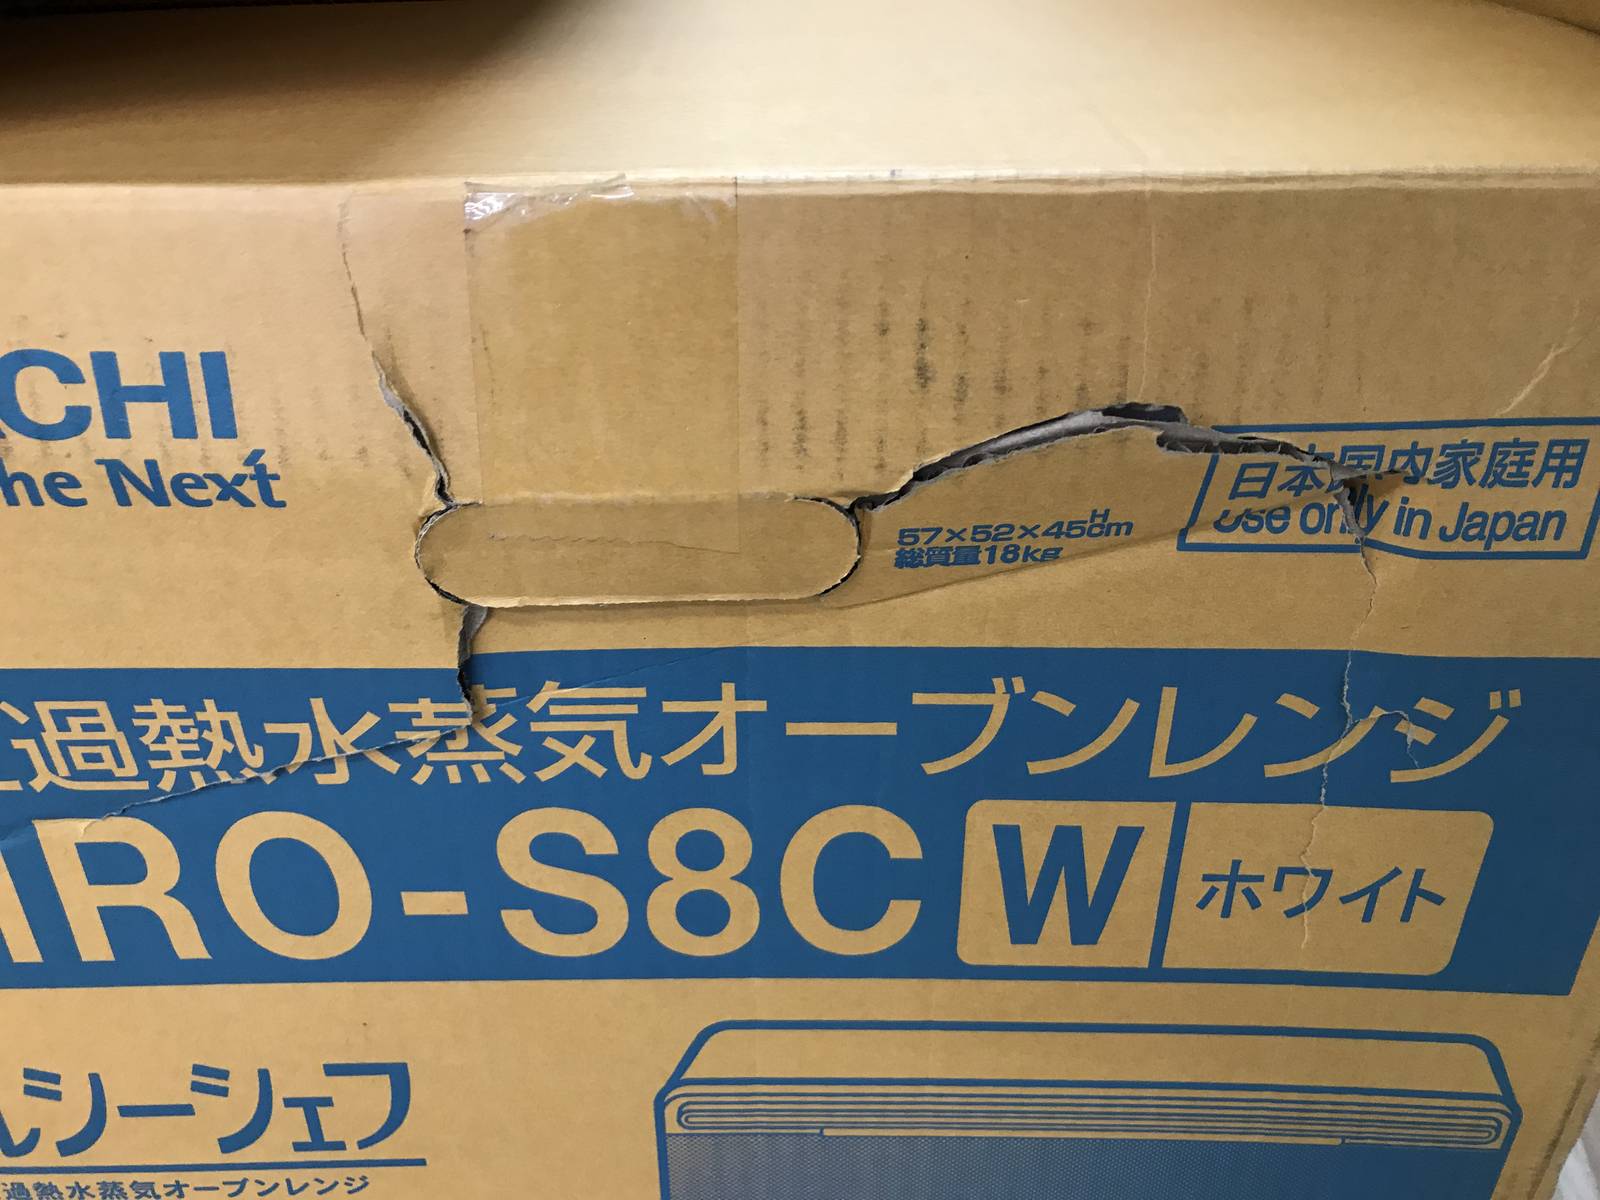 ACHI
he Next
日本国内家庭用
Use only in Japan
57×52×45cm H
総質量18kg
過熱水蒸気オーブンレンジ
MRO-S8C W ホワイト
ルシーシェフ
過熱水蒸気オーブンレンジ